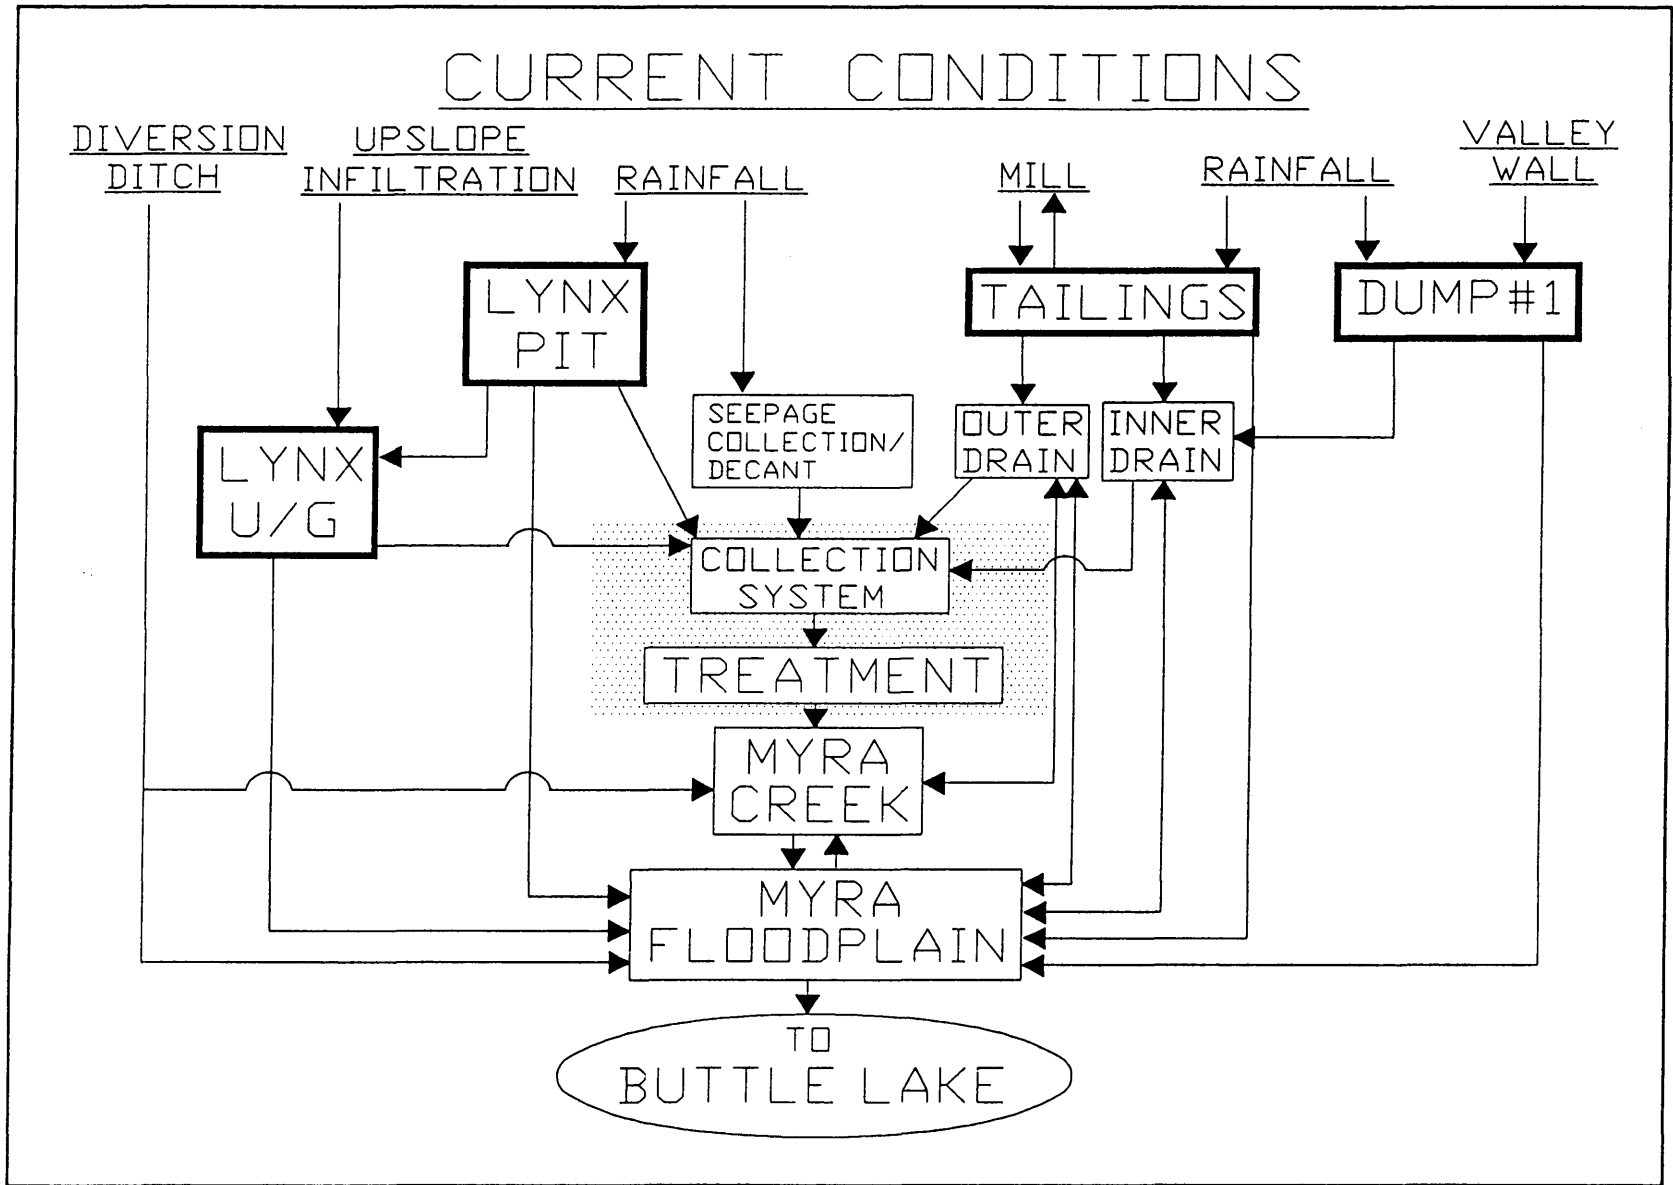 CURRENT CONDITIONS
DIVERSION
DITCH
UPSLOPE
INFILTRATION
RAINFALL
MILL
RAINFALL
VALLEY
WALL
LYNX
PIT
TAILINGS
DUMP#1
SEEPAGE
COLLECTION/
DECANT
OUTER
DRAIN
INNER
DRAIN
LYNX
U/G
COLLECTION
SYSTEM
TREATMENT
MYRA
CREEK
MYRA
FLOODPLAIN
TO
BUTTLE LAKE